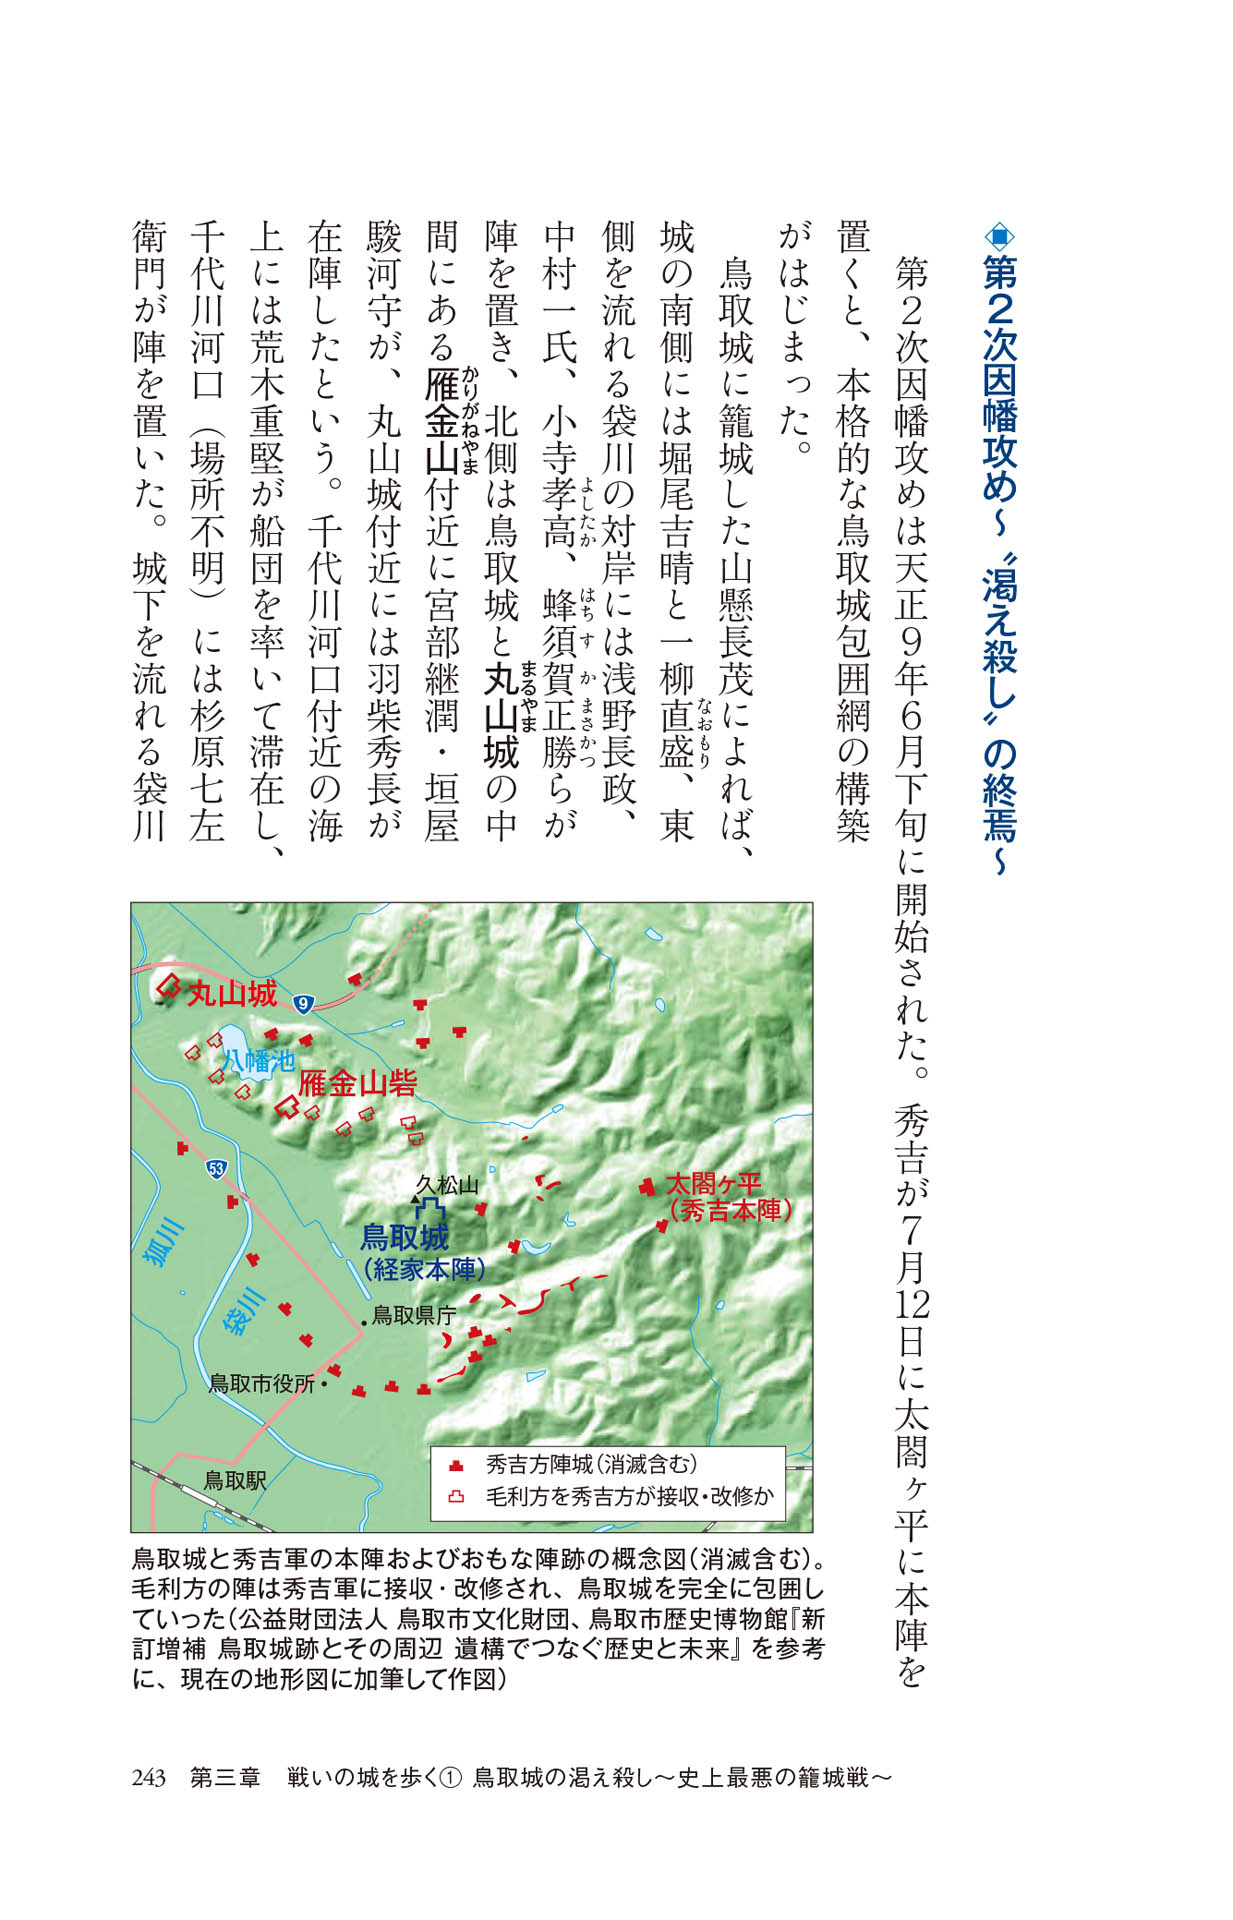 ◈第2次因幡攻め〜〝渇え殺し〟の終焉〜
第2次因幡攻めは天正9年6月下旬に開始された。秀吉が7月12日に太閤ヶ平に本陣を
置くと、本格的な鳥取城包囲網の構築
がはじまった。
鳥取城に籠城した山懸長茂によれば、
城の南側には堀尾吉晴と一柳直盛、東
なおもり
側を流れる袋川の対岸には浅野長政、
中村一氏、小寺孝高、蜂須賀正勝らが
よしたか はちすかまさかつ
陣を置き、北側は鳥取城と丸山城の中
まるやま
間にある雁金山付近に宮部継潤・垣屋
かりがねやま
駿河守が、丸山城付近には羽柴秀長が
在陣したという。千代川河口付近の海
上には荒木重堅が船団を率いて滞在し、
千代川河口（場所不明）には杉原七左
衛門が陣を置いた。城下を流れる袋川
丸山城
9
八幡池
雁金山砦
53
久松山
鳥取城
（経家本陣）
太閤ヶ平
（秀吉本陣）
狐川
袋川
鳥取県庁
鳥取市役所
鳥取駅
秀吉方陣城（消滅含む）
毛利方を秀吉方が接収・改修か
鳥取城と秀吉軍の本陣およびおもな陣跡の概念図（消滅含む）。
毛利方の陣は秀吉軍に接収・改修され、鳥取城を完全に包囲し
ていった（公益財団法人 鳥取市文化財団、鳥取市歴史博物館『新
訂増補 鳥取城跡とその周辺 遺構でつなぐ歴史と未来』を参考
に、現在の地形図に加筆して作図）
243 第三章 戦いの城を歩く① 鳥取城の渇え殺し〜史上最悪の籠城戦〜